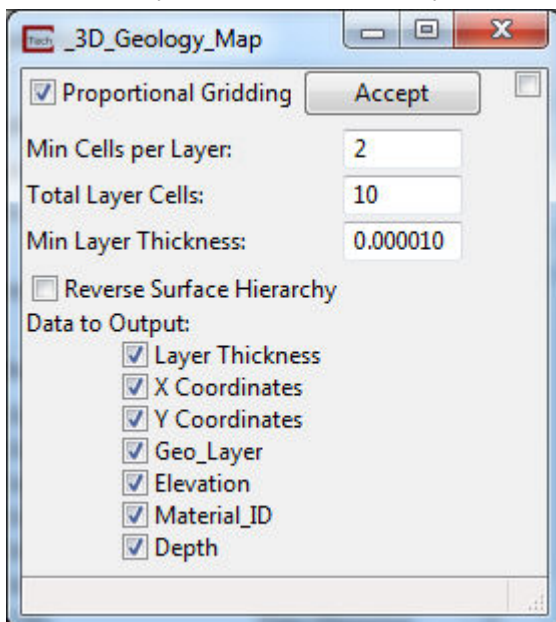 Tech _3D_Geology_Map
Proportional Gridding Accept
Min Cells per Layer: 2
Total Layer Cells: 10
Min Layer Thickness: 0.000010
Reverse Surface Hierarchy
Data to Output:
Layer Thickness
X Coordinates
Y Coordinates
Geo_Layer
Elevation
Material_ID
Depth